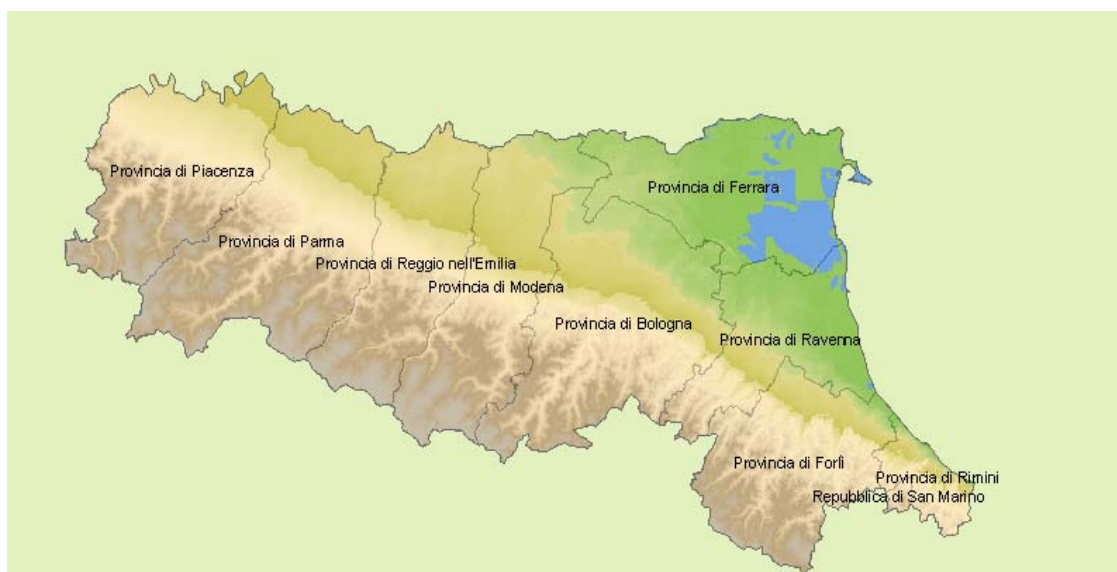 Provincia di Piacenza
Provincia di Ferrara
Provincia di Parma
Provincia di Reggio nell'Emilia
Provincia di Modena
Provincia di Bologna
Provincia di Ravenna
Provincia di Forlì
Provincia di Rimini
Repubblica di San Marino